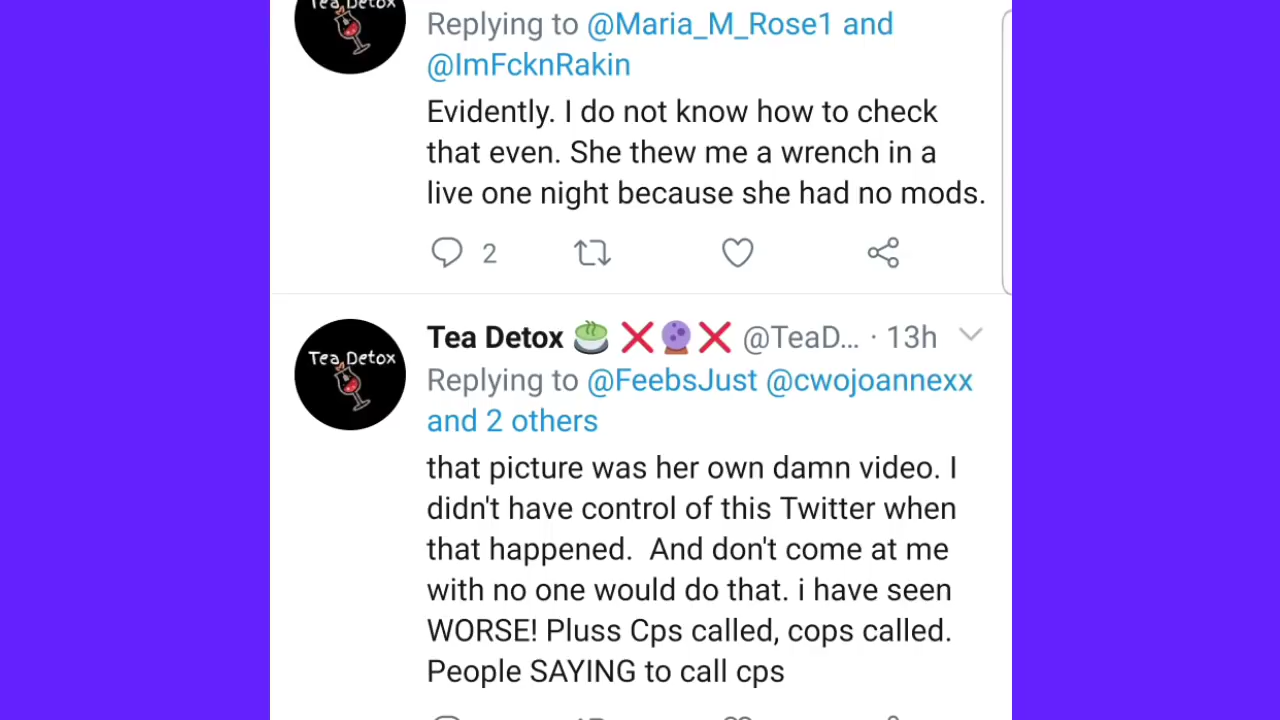 Tea Detox
Replying to @Maria_M_Rose1 and
@ImFcknRakin
Evidently. I do not know how to check
that even. She thew me a wrench in a
live one night because she had no mods.
2
Tea Detox 🍵 ❌🔮❌ @TeaD... · 13h
Tea Detox
Replying to @FeebsJust @cwojoannexx
and 2 others
that picture was her own damn video. I
didn't have control of this Twitter when
that happened.  And don't come at me
with no one would do that. i have seen
WORSE! Pluss Cps called, cops called.
People SAYING to call cps